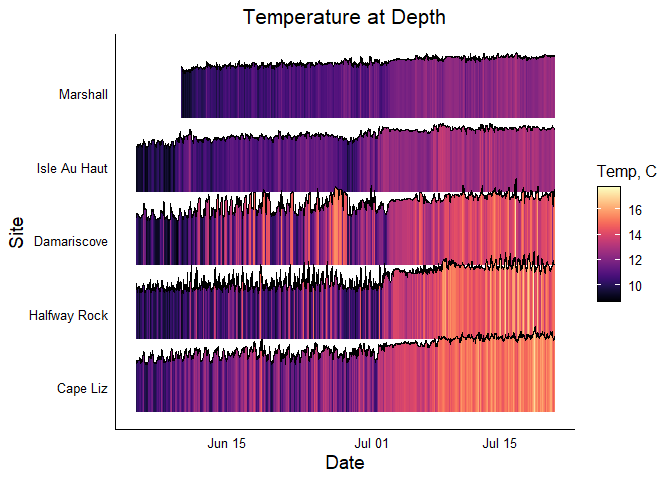 Temperature at Depth
Marshall
Isle Au Haut
Damariscove
Halfway Rock
Cape Liz
Site
Jun 15
Jul 01
Jul 15
Date
Temp, C
16
14
12
10